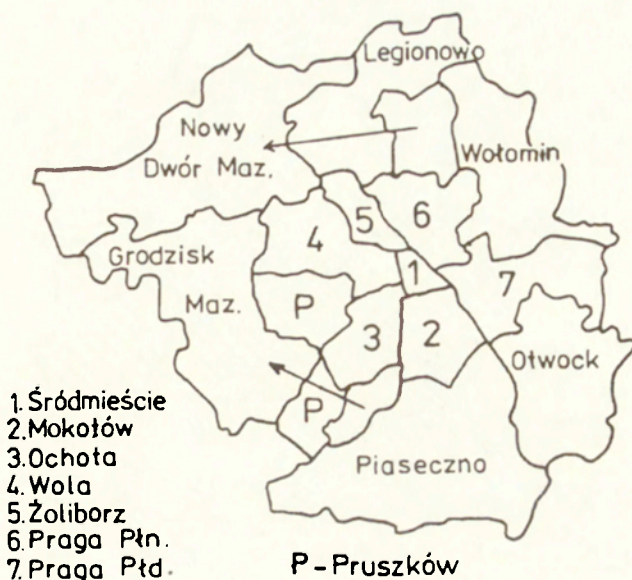 Legionowo
Nowy
Dwór Maz.
Wołomin
5
6
4
Grodzisk
1
7
Maz.
P
3
2
Otwock
P
Piaseczno
1.Śródmieście
2.Mokotów
3.Ochota
4.Wola
5.Żoliborz
6.Praga Płn.
7.Praga Płd.
P-Pruszków